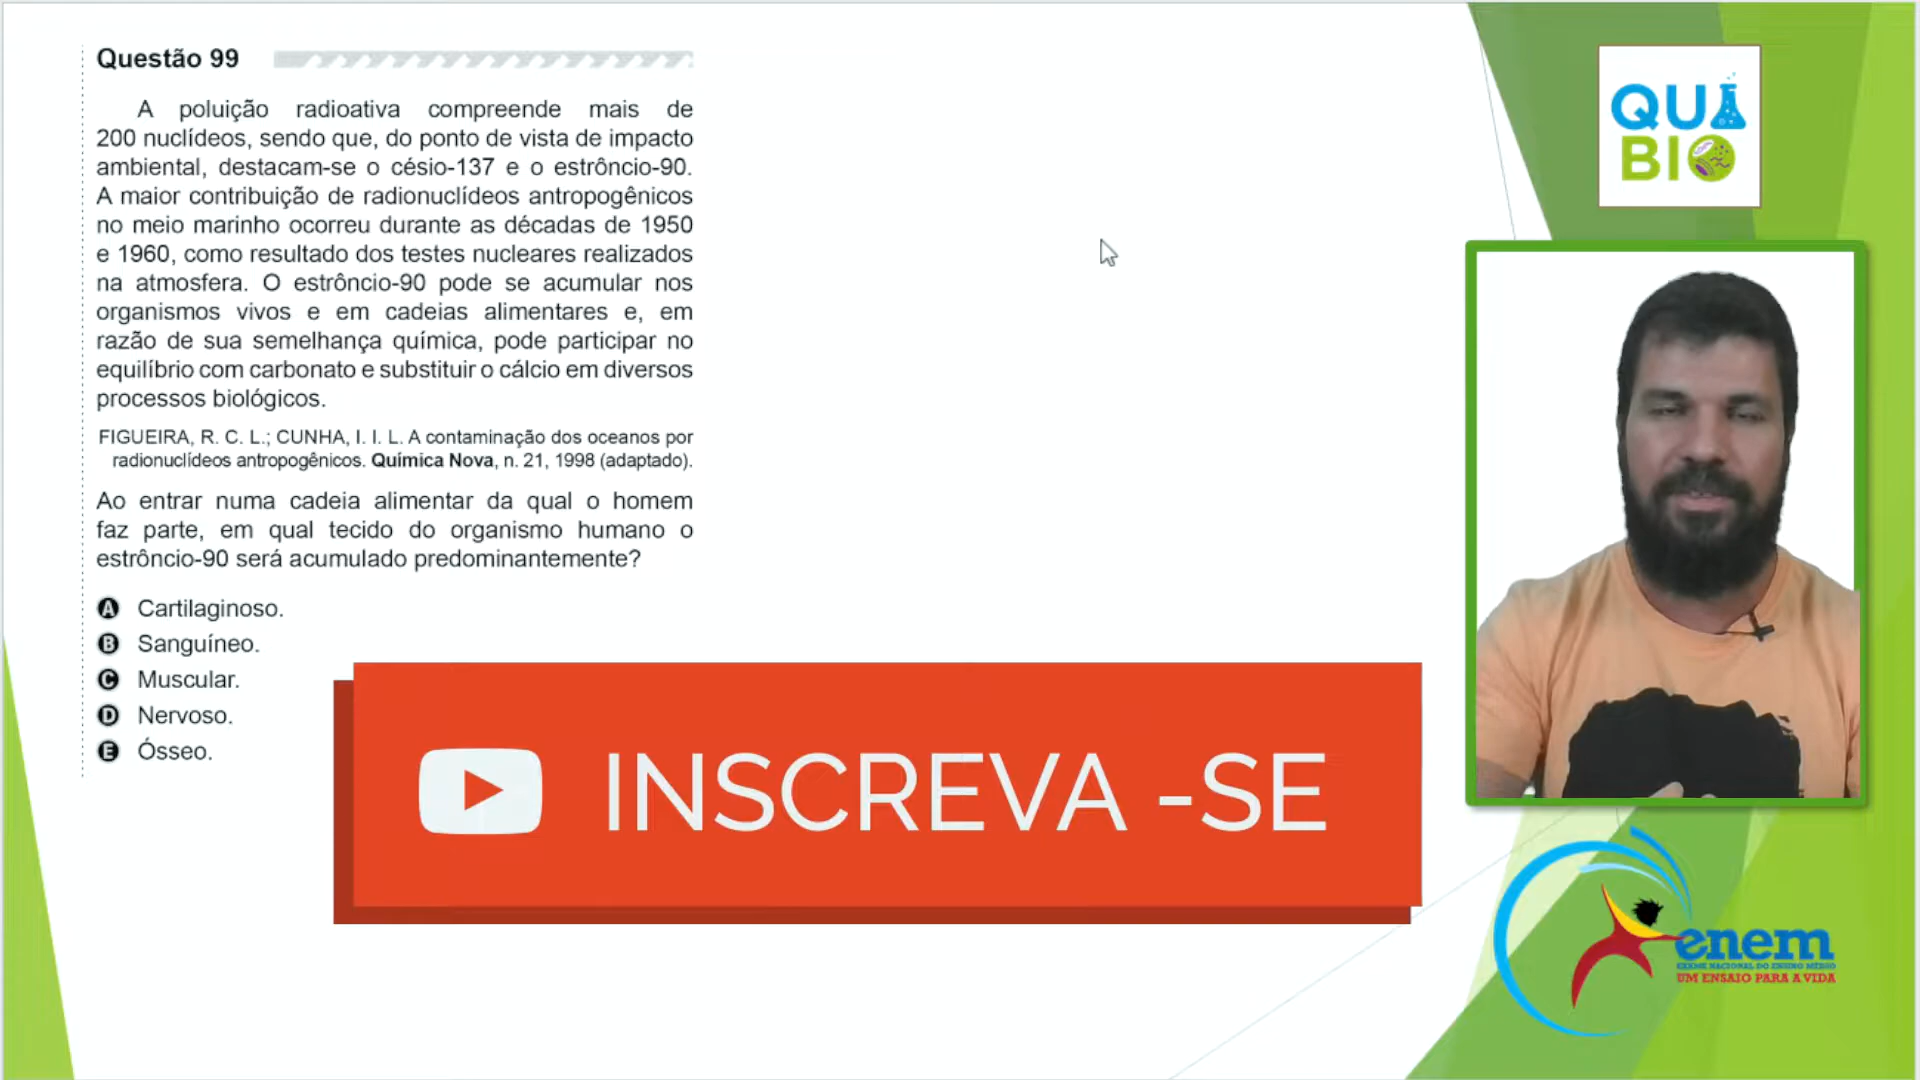 Questão 99
A poluição radioativa compreende mais de
200 nuclídeos, sendo que, do ponto de vista de impacto
ambiental, destacam-se o césio-137 e o estrôncio-90.
A maior contribuição de radionuclídeos antropogênicos
no meio marinho ocorreu durante as décadas de 1950
e 1960, como resultado dos testes nucleares realizados
na atmosfera. O estrôncio-90 pode se acumular nos
organismos vivos e em cadeias alimentares e, em
razão de sua semelhança química, pode participar no
equilíbrio com carbonato e substituir o cálcio em diversos
processos biológicos.
FIGUEIRA, R. C. L.; CUNHA, I. I. L. A contaminação dos oceanos por
radionuclídeos antropogênicos. Química Nova, n. 21, 1998 (adaptado).
Ao entrar numa cadeia alimentar da qual o homem
faz parte, em qual tecido do organismo humano o
estrôncio-90 será acumulado predominantemente?
A Cartilaginoso.
B Sanguíneo.
C Muscular.
D Nervoso.
E Ósseo.
INSCREVA -SE
QUÍ
BIO
enem
EXAME NACIONAL DO ENSINO MÉDIO
UM ENSAIO PARA A VIDA